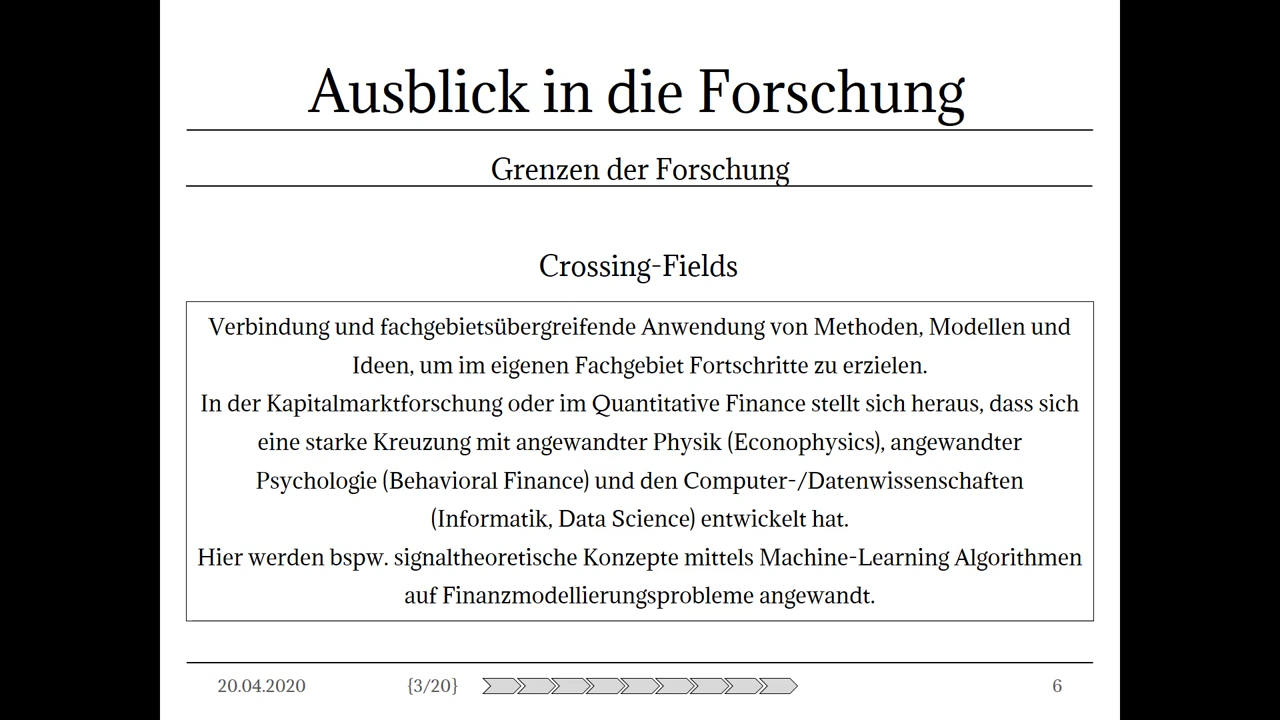 Ausblick in die Forschung
Grenzen der Forschung
Crossing-Fields
Verbindung und fachgebietsübergreifende Anwendung von Methoden, Modellen und
Ideen, um im eigenen Fachgebiet Fortschritte zu erzielen.
In der Kapitalmarktforschung oder im Quantitative Finance stellt sich heraus, dass sich
eine starke Kreuzung mit angewandter Physik (Econophysics), angewandter
Psychologie (Behavioral Finance) und den Computer-/Datenwissenschaften
(Informatik, Data Science) entwickelt hat.
Hier werden bspw. signaltheoretische Konzepte mittels Machine-Learning Algorithmen
auf Finanzmodellierungsprobleme angewandt.
20.04.2020 {3/20} 6